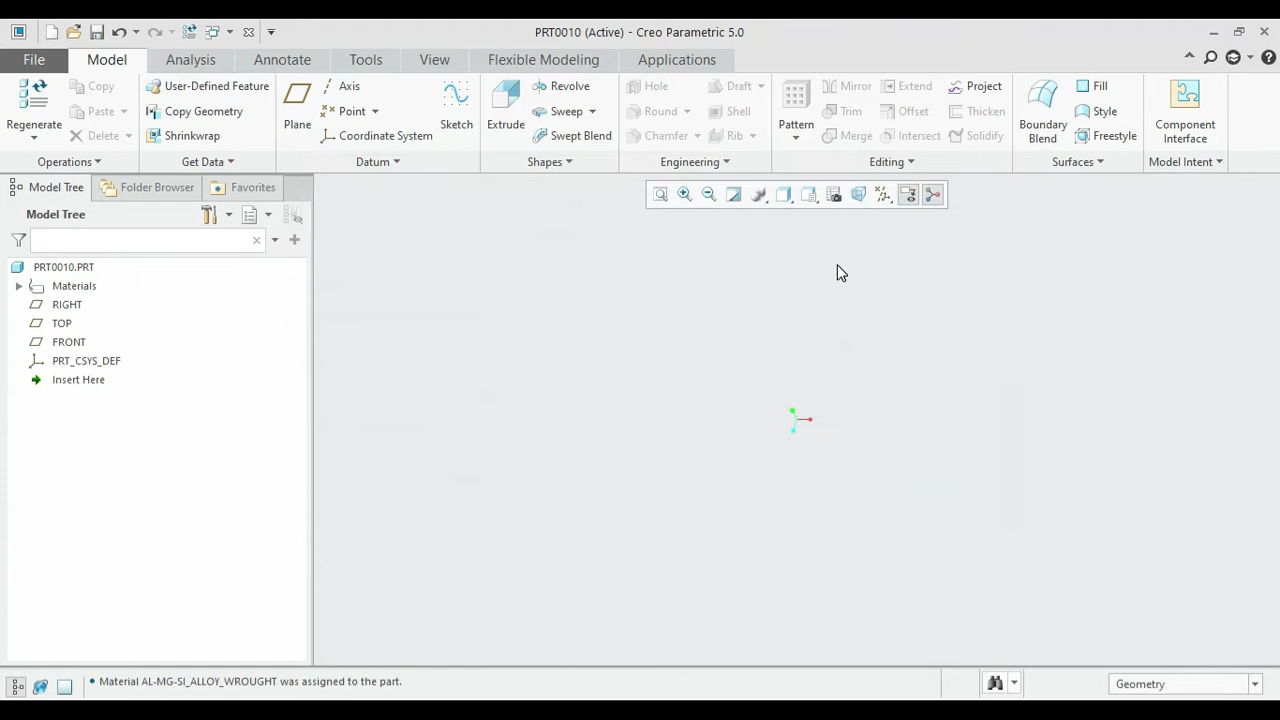 PRT0010 (Active) - Creo Parametric 5.0
File Model Analysis Annotate Tools View Flexible Modeling Applications
Regenerate
Copy
Paste
Delete
Operations
User-Defined Feature
Copy Geometry
Shrinkwrap
Get Data
Plane
Axis
Point
Coordinate System
Sketch
Datum
Extrude
Revolve
Sweep
Swept Blend
Shapes
Hole
Round
Chamfer
Draft
Shell
Rib
Engineering
Pattern
Mirror
Trim
Merge
Extend
Offset
Intersect
Project
Thicken
Solidify
Editing
Boundary
Blend
Fill
Style
Freestyle
Surfaces
Component
Interface
Model Intent
Model Tree Folder Browser Favorites
Model Tree
PRT0010.PRT
Materials
RIGHT
TOP
FRONT
PRT_CSYS_DEF
Insert Here
• Material AL-MG-SI_ALLOY_WROUGHT was assigned to the part.
Geometry